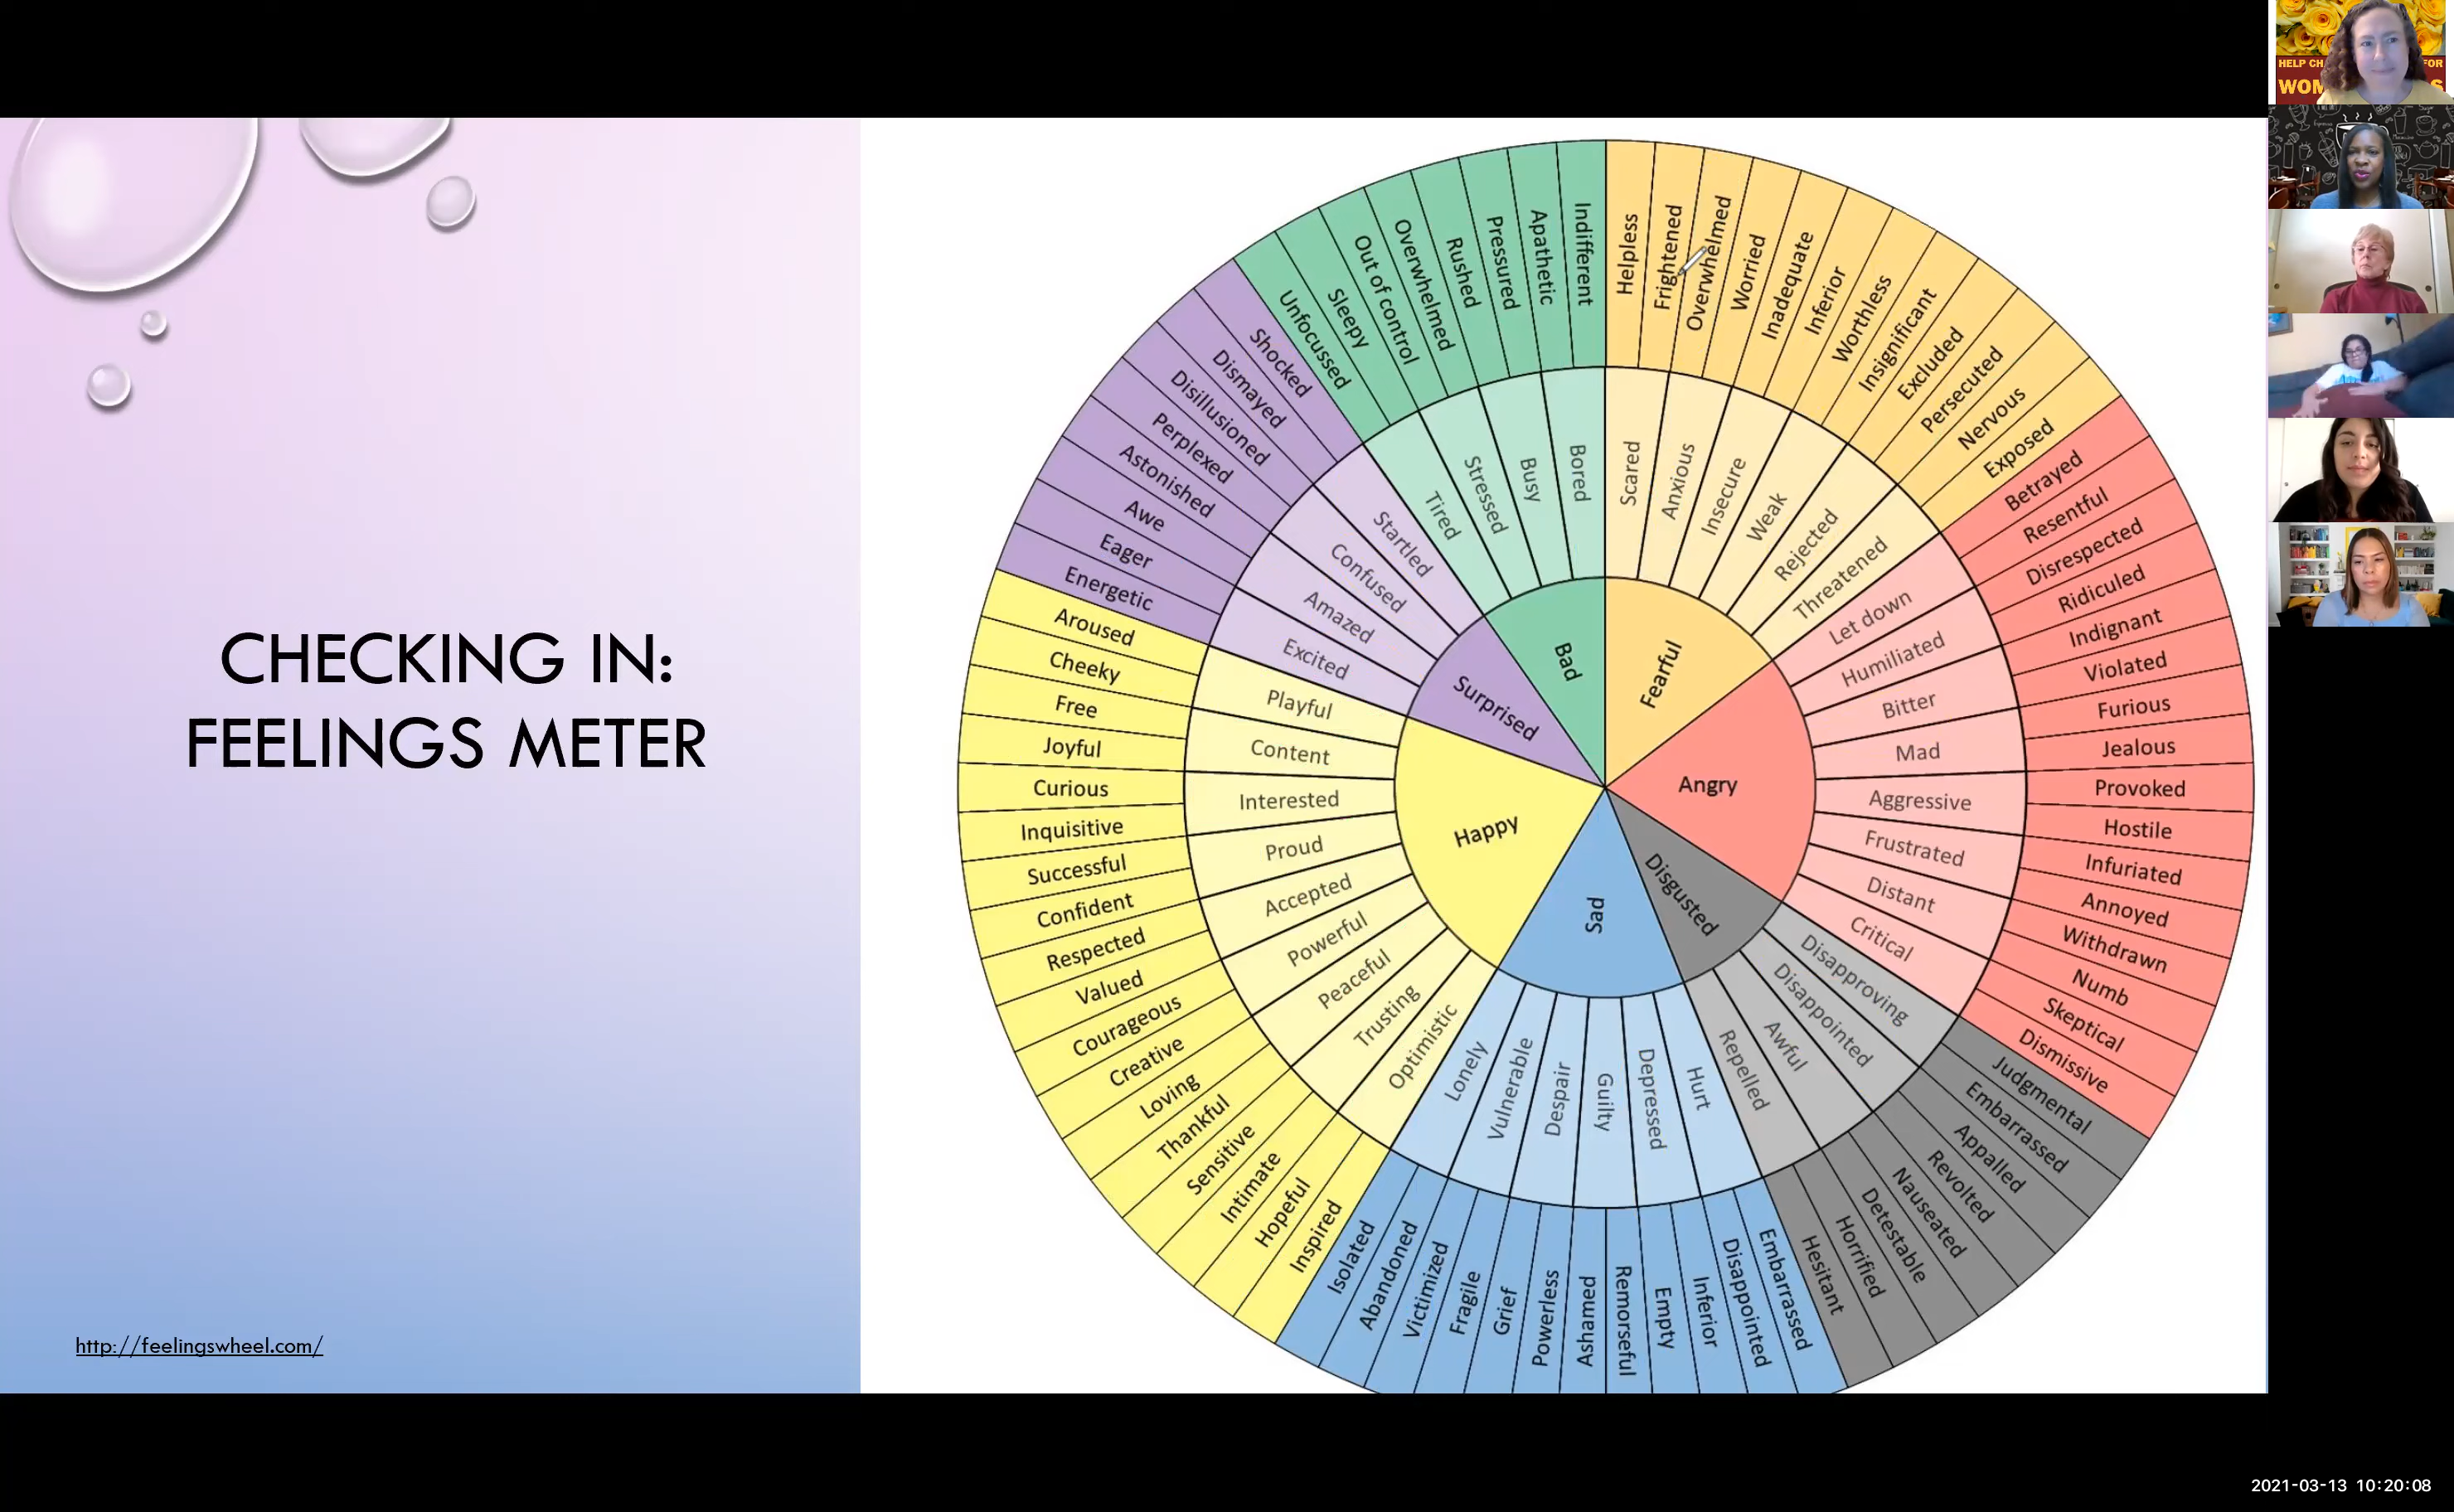 CHECKING IN:
FEELINGS METER
http://feelingswheel.com/
Bad
Fearful
Angry
Disgusted
Sad
Happy
Surprised
Tired
Stressed
Busy
Bored
Scared
Anxious
Insecure
Weak
Rejected
Threatened
Let down
Humiliated
Bitter
Mad
Aggressive
Frustrated
Distant
Critical
Disapproving
Disappointed
Awful
Repelled
Hurt
Depressed
Guilty
Despair
Vulnerable
Lonely
Optimistic
Trusting
Peaceful
Powerful
Accepted
Proud
Interested
Content
Playful
Excited
Amazed
Confused
Startled
Unfocussed
Sleepy
Out of control
Overwhelmed
Rushed
Pressured
Apathetic
Indifferent
Helpless
Frightened
Overwhelmed
Worried
Inadequate
Inferior
Worthless
Insignificant
Excluded
Persecuted
Nervous
Exposed
Betrayed
Resentful
Disrespected
Ridiculed
Indignant
Violated
Furious
Jealous
Provoked
Hostile
Infuriated
Annoyed
Withdrawn
Numb
Skeptical
Dismissive
Judgmental
Embarrassed
Appalled
Revolted
Nauseated
Detestable
Horrified
Hesitant
Embarrassed
Disappointed
Inferior
Empty
Remorseful
Ashamed
Powerless
Grief
Fragile
Victimized
Abandoned
Isolated
Inspired
Hopeful
Intimate
Sensitive
Thankful
Loving
Creative
Courageous
Valued
Respected
Confident
Successful
Inquisitive
Curious
Joyful
Free
Cheeky
Aroused
Energetic
Eager
Awe
Astonished
Perplexed
Disillusioned
Dismayed
Shocked
HELP CH FOR
WOM S
2021-03-13 10:20:08